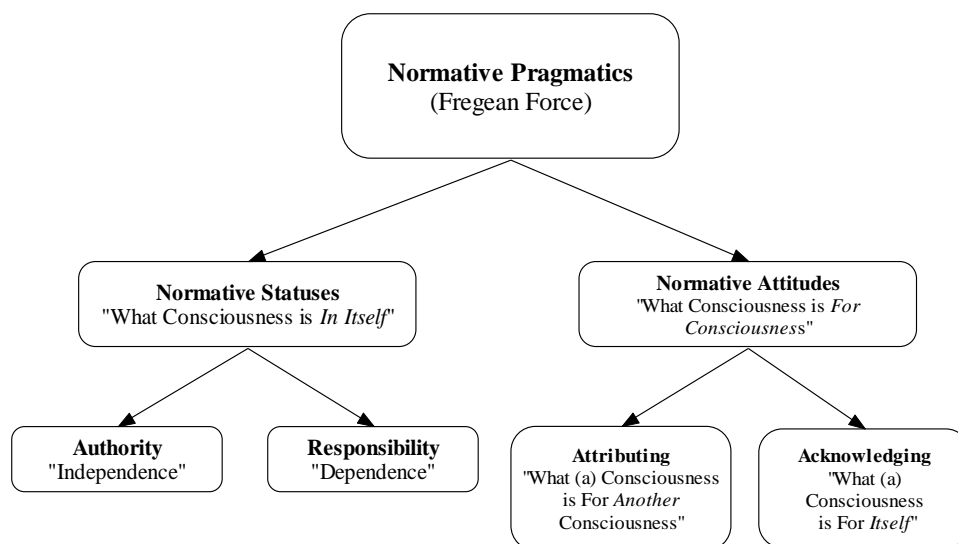 Normative Pragmatics
(Fregean Force)
Normative Statuses
"What Consciousness is In Itself"
Normative Attitudes
"What Consciousness is For
Consciousness"
Authority
"Independence"
Responsibility
"Dependence"
Attributing
"What (a) Consciousness
is For Another
Consciousness"
Acknowledging
"What (a)
Consciousness
is For Itself"